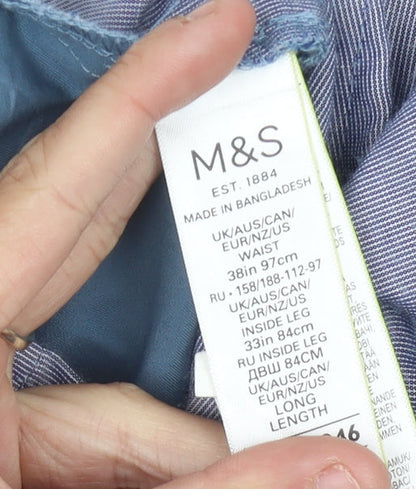 M&S
EST. 1884
MADE IN BANGLADESH
UK/AUS/CAN/
EUR/NZ/US
WAIST
38in 97cm
RU • 158/188-112-97
UK/AUS/CAN/
EUR/NZ/US
INSIDE LEG
33in 84cm
RU INSIDE LEG
ДВШ 84CM
UK/AUS/CAN/
EUR/NZ/US
LONG
LENGTH